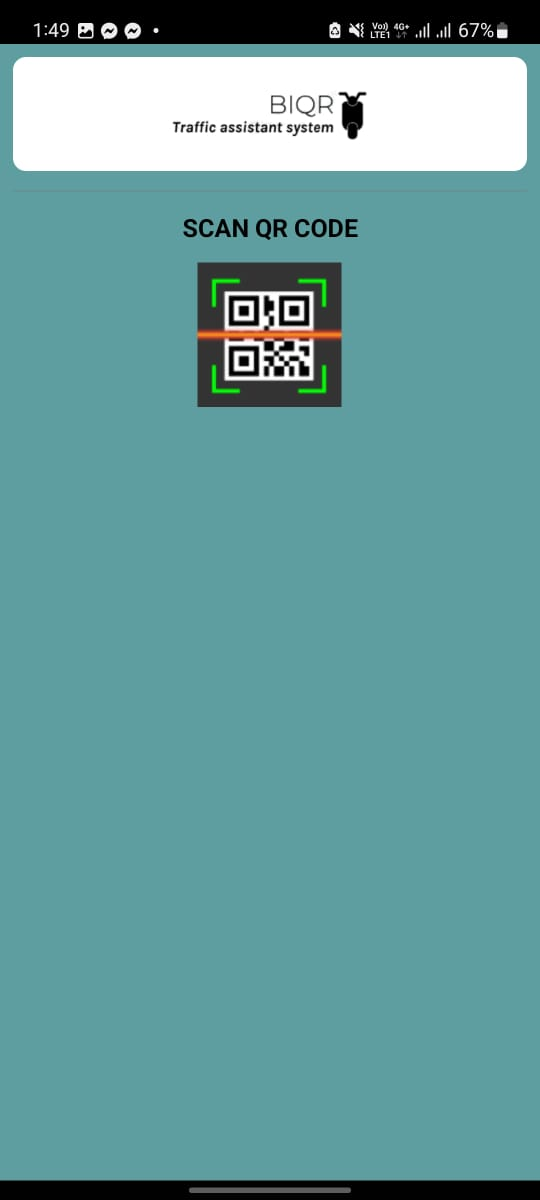 1:49
Vo)) 4G+
LTE1
67%
BIQR
Traffic assistant system
SCAN QR CODE